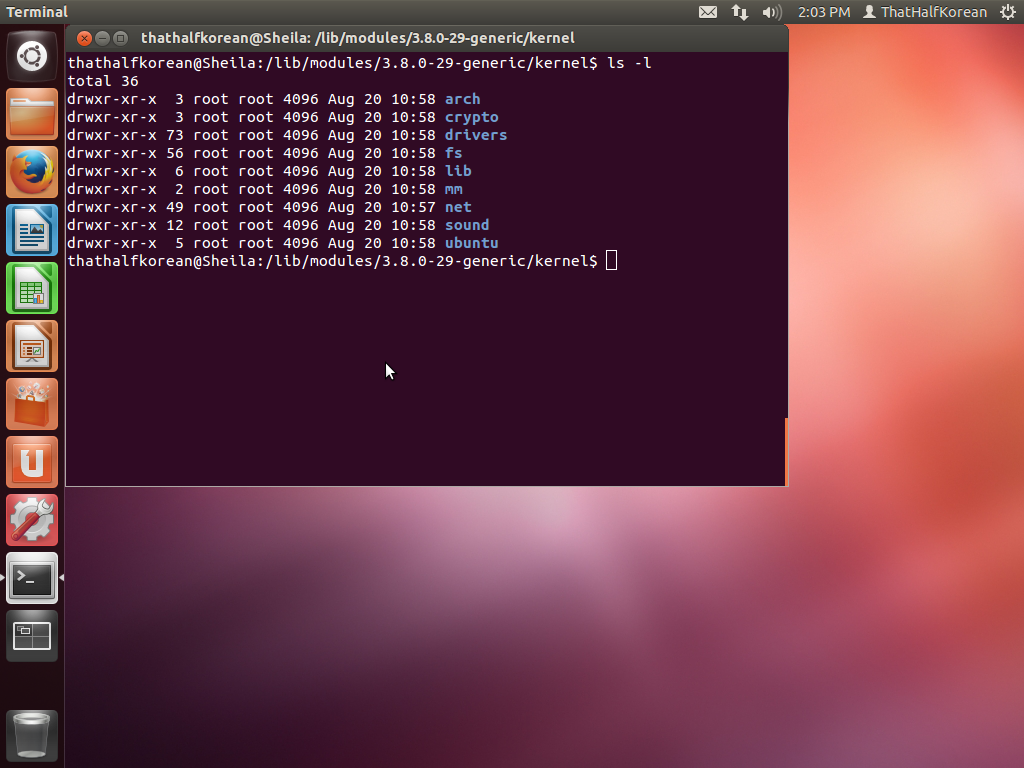 Terminal
2:03 PM ThatHalfKorean
thathalfkorean@Sheila: /lib/modules/3.8.0-29-generic/kernel
thathalfkorean@Sheila:/lib/modules/3.8.0-29-generic/kernel$ ls -l
total 36
drwxr-xr-x  3 root root 4096 Aug 20 10:58 arch
drwxr-xr-x  3 root root 4096 Aug 20 10:58 crypto
drwxr-xr-x 73 root root 4096 Aug 20 10:58 drivers
drwxr-xr-x 56 root root 4096 Aug 20 10:58 fs
drwxr-xr-x  6 root root 4096 Aug 20 10:58 lib
drwxr-xr-x  2 root root 4096 Aug 20 10:58 mm
drwxr-xr-x 49 root root 4096 Aug 20 10:57 net
drwxr-xr-x 12 root root 4096 Aug 20 10:58 sound
drwxr-xr-x  5 root root 4096 Aug 20 10:58 ubuntu
thathalfkorean@Sheila:/lib/modules/3.8.0-29-generic/kernel$